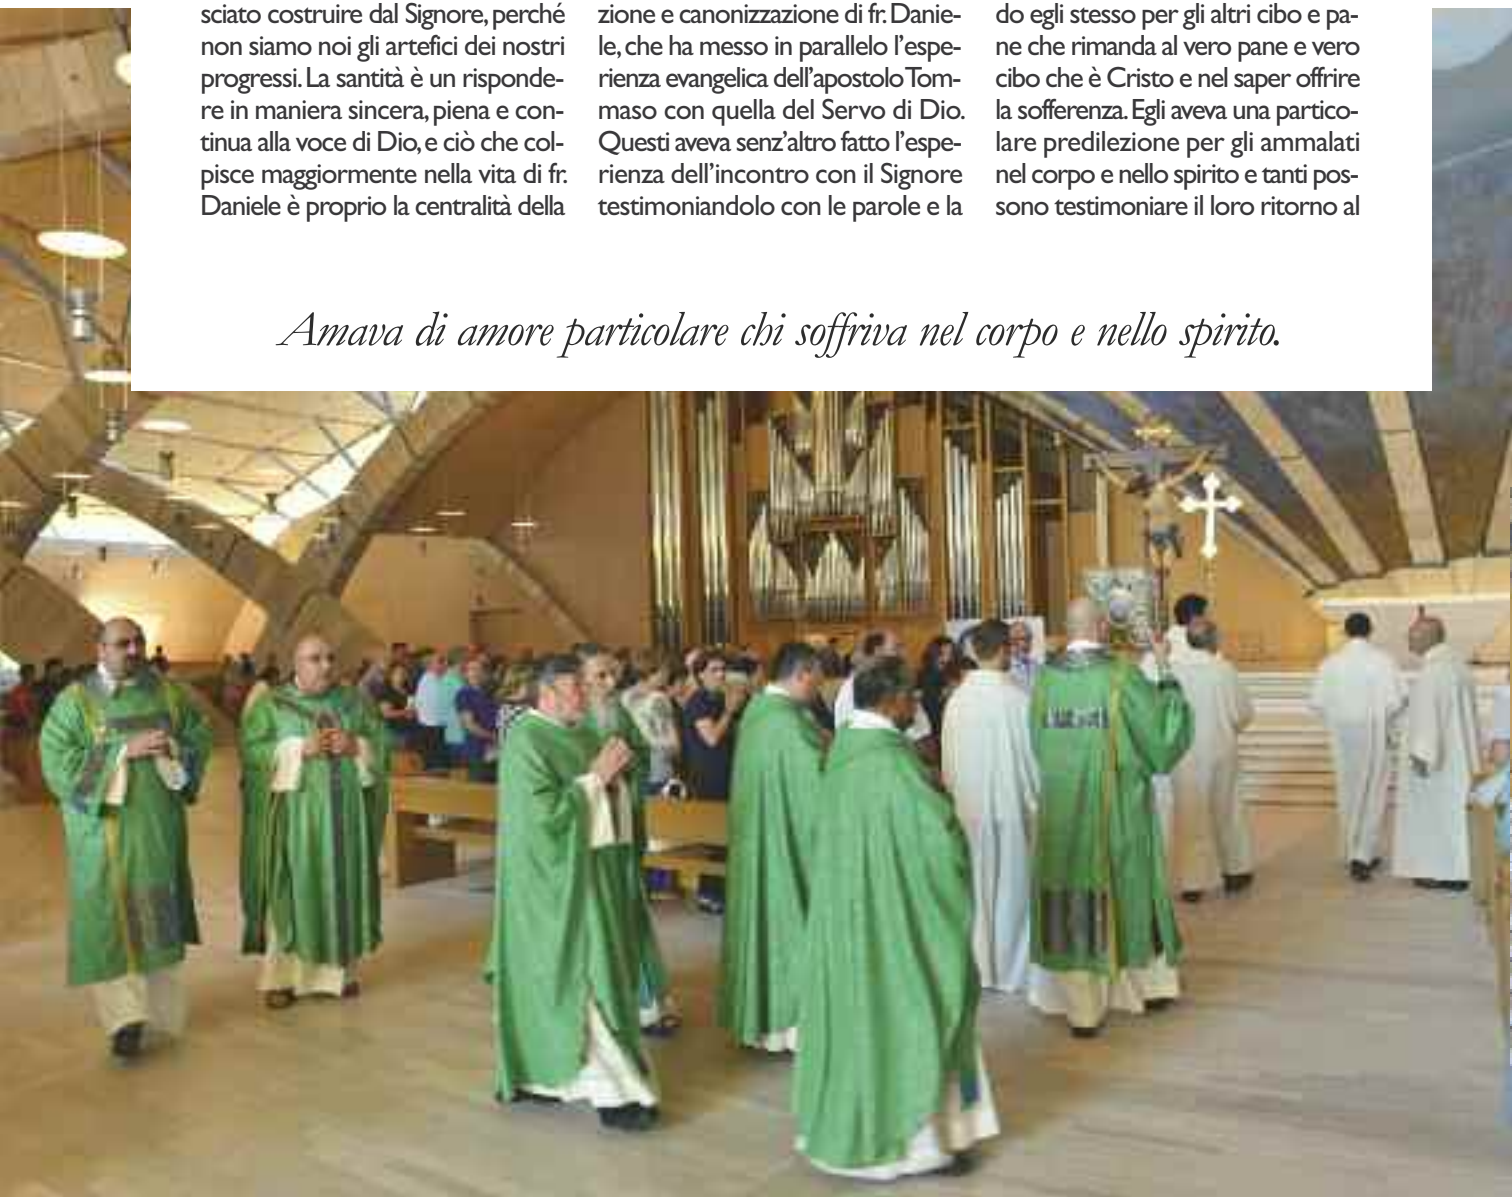 sciato costruire dal Signore, perché
non siamo noi gli artefici dei nostri
progressi. La santità è un risponde-
re in maniera sincera, piena e con-
tinua alla voce di Dio, e ciò che col-
pisce maggiormente nella vita di fr.
Daniele è proprio la centralità della
zione e canonizzazione di fr. Danie-
le, che ha messo in parallelo l'espe-
rienza evangelica dell'apostolo Tom-
maso con quella del Servo di Dio.
Questi aveva senz'altro fatto l'espe-
rienza dell'incontro con il Signore
testimoniandolo con le parole e la
do egli stesso per gli altri cibo e pa-
ne che rimanda al vero pane e vero
cibo che è Cristo e nel saper offrire
la sofferenza. Egli aveva una partico-
lare predilezione per gli ammalati
nel corpo e nello spirito e tanti pos-
sono testimoniare il loro ritorno al
Amava di amore particolare chi soffriva nel corpo e nello spirito.